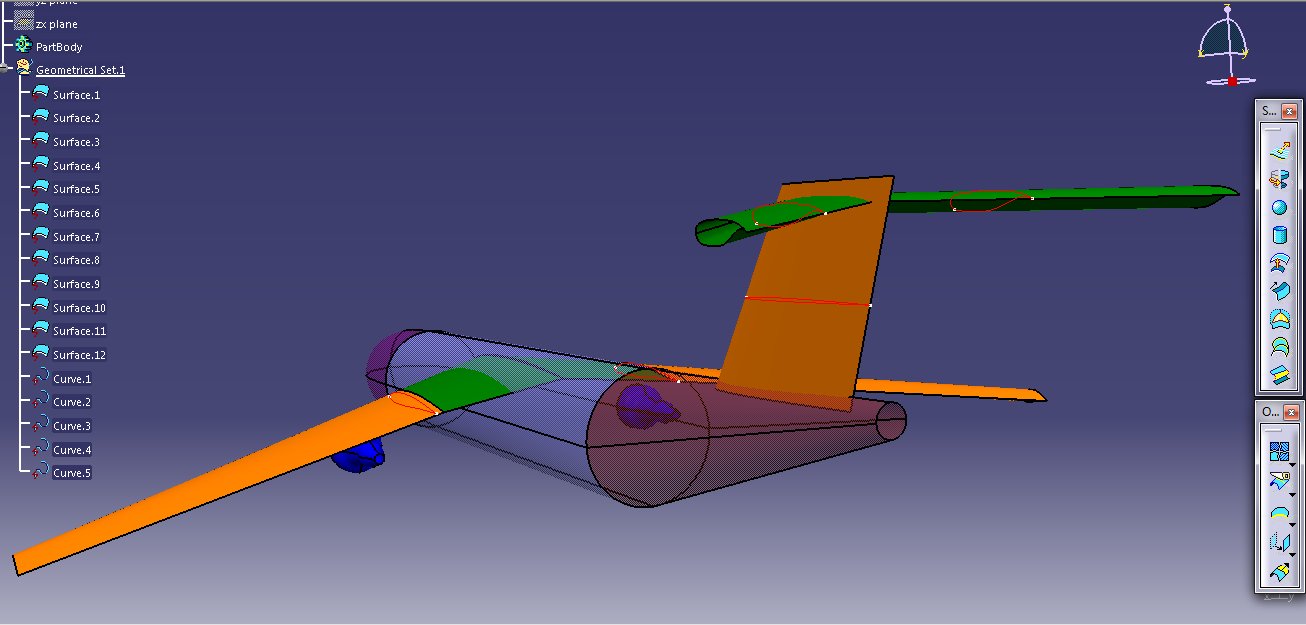 yz plane
zx plane
PartBody
Geometrical Set.1
Surface.1
Surface.2
Surface.3
Surface.4
Surface.5
Surface.6
Surface.7
Surface.8
Surface.9
Surface.10
Surface.11
Surface.12
Curve.1
Curve.2
Curve.3
Curve.4
Curve.5
z
y
S...
O...